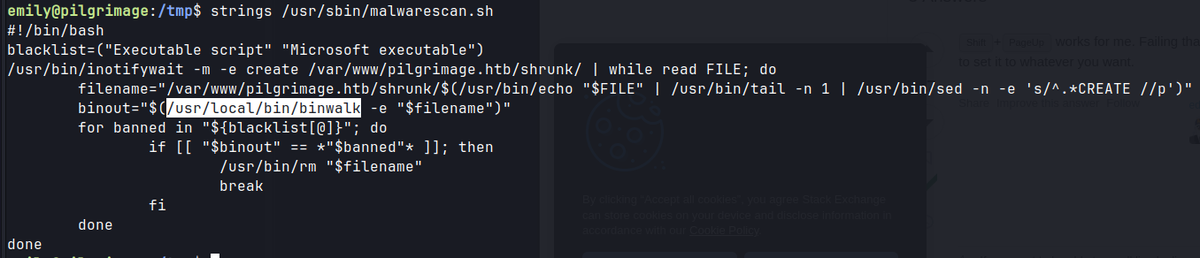 emily@pilgrimage:/tmp$ strings /usr/sbin/malwarescan.sh
#!/bin/bash
blacklist=("Executable script" "Microsoft executable")
/usr/bin/inotifywait -m -e create /var/www/pilgrimage.htb/shrunk/ | while read FILE; do
filename="/var/www/pilgrimage.htb/shrunk/$(/usr/bin/echo "$FILE" | /usr/bin/tail -n 1 | /usr/bin/sed -n -e 's/^.*CREATE //p')"
binout="$(/usr/local/bin/binwalk -e "$filename")"
for banned in "${blacklist[@]}"; do
if [[ "$binout" == *"$banned"* ]]; then
/usr/bin/rm "$filename"
break
fi
done
done
Shift + PageUp works for me. Failing that
to set it to whatever you want.
By clicking "Accept all cookies", you agree Stack Exchange
can store cookies on your device and disclose information in
accordance with our Cookie Policy.